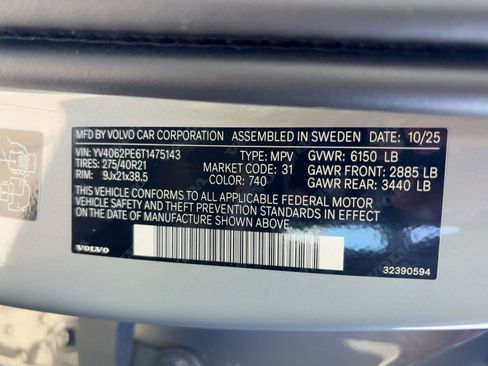 MFD BY VOLVO CAR CORPORATION ASSEMBLED IN SWEDEN DATE: 10/25
VIN: YV4062PE6T1475143 TYPE: MPV GVWR: 6150 LB
TIRES: 275/40R21 MARKET CODE: 31 GAWR FRONT: 2885 LB
RIM: 9Jx21x38.5 COLOR: 740 GAWR REAR: 3440 LB
THIS VEHICLE CONFORMS TO ALL APPLICABLE FEDERAL MOTOR
VEHICLE SAFETY AND THEFT PREVENTION STANDARDS IN EFFECT
ON THE DATE OF MANUFACTURE SHOWN ABOVE.
VOLVO 32390594